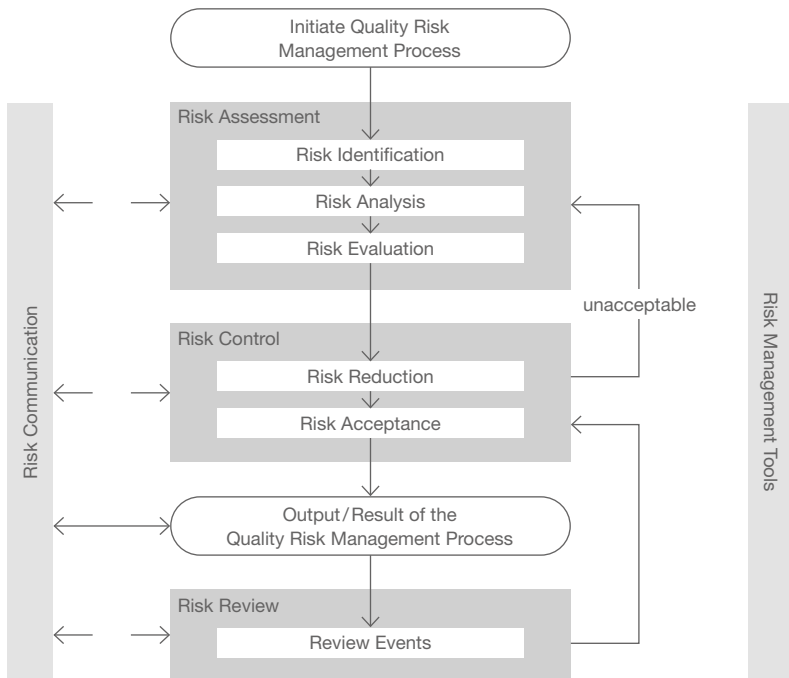 Initiate Quality Risk
Management Process
Risk Assessment
Risk Identification
Risk Analysis
Risk Evaluation
unacceptable
Risk Control
Risk Reduction
Risk Acceptance
Output/Result of the
Quality Risk Management Process
Risk Review
Review Events
Risk Communication
Risk Management Tools